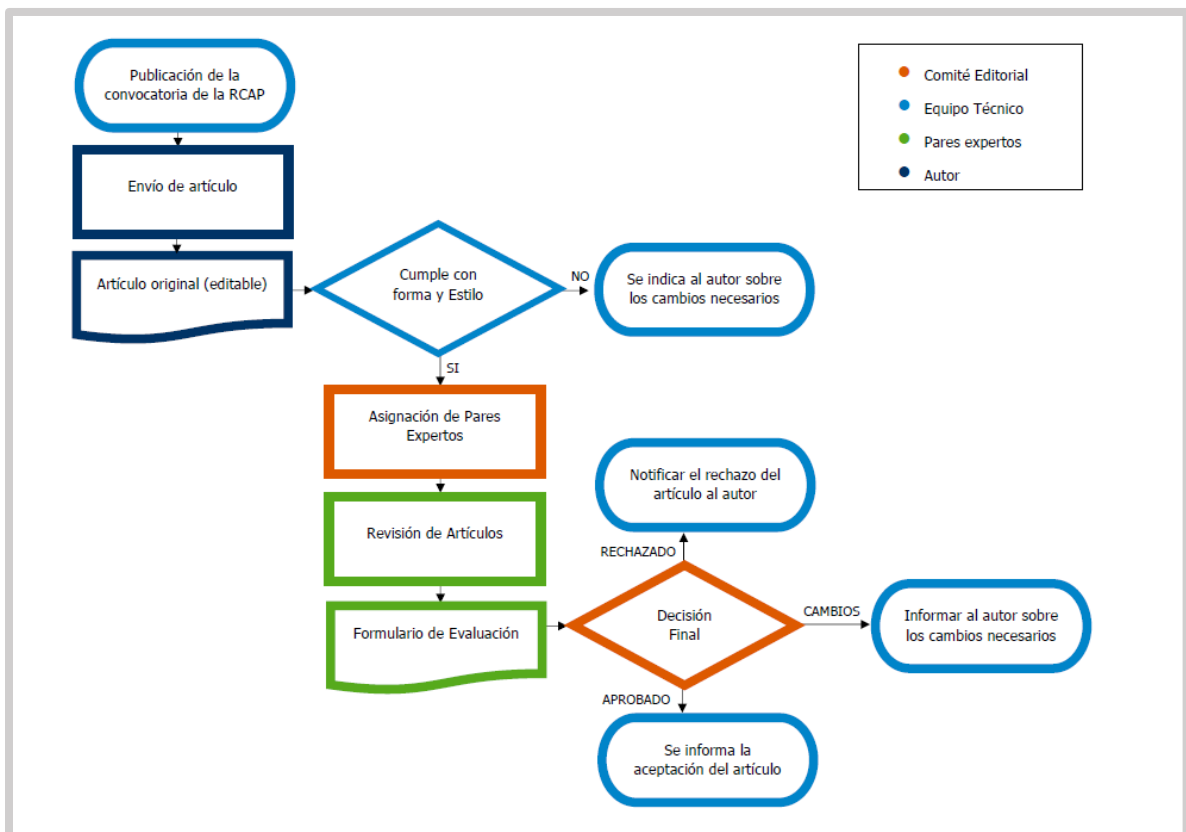 Publicación de la
convocatoria de la RCAP
Comité Editorial
Equipo Técnico
Pares expertos
Autor
Envío de artículo
Artículo original (editable)
Cumple con
forma y Estilo
NO
Se indica al autor sobre
los cambios necesarios
SI
Asignación de Pares
Expertos
Revisión de Artículos
Formulario de Evaluación
Notificar el rechazo del
artículo al autor
RECHAZADO
Decisión
Final
CAMBIOS
Informar al autor sobre
los cambios necesarios
APROBADO
Se informa la
aceptación del artículo